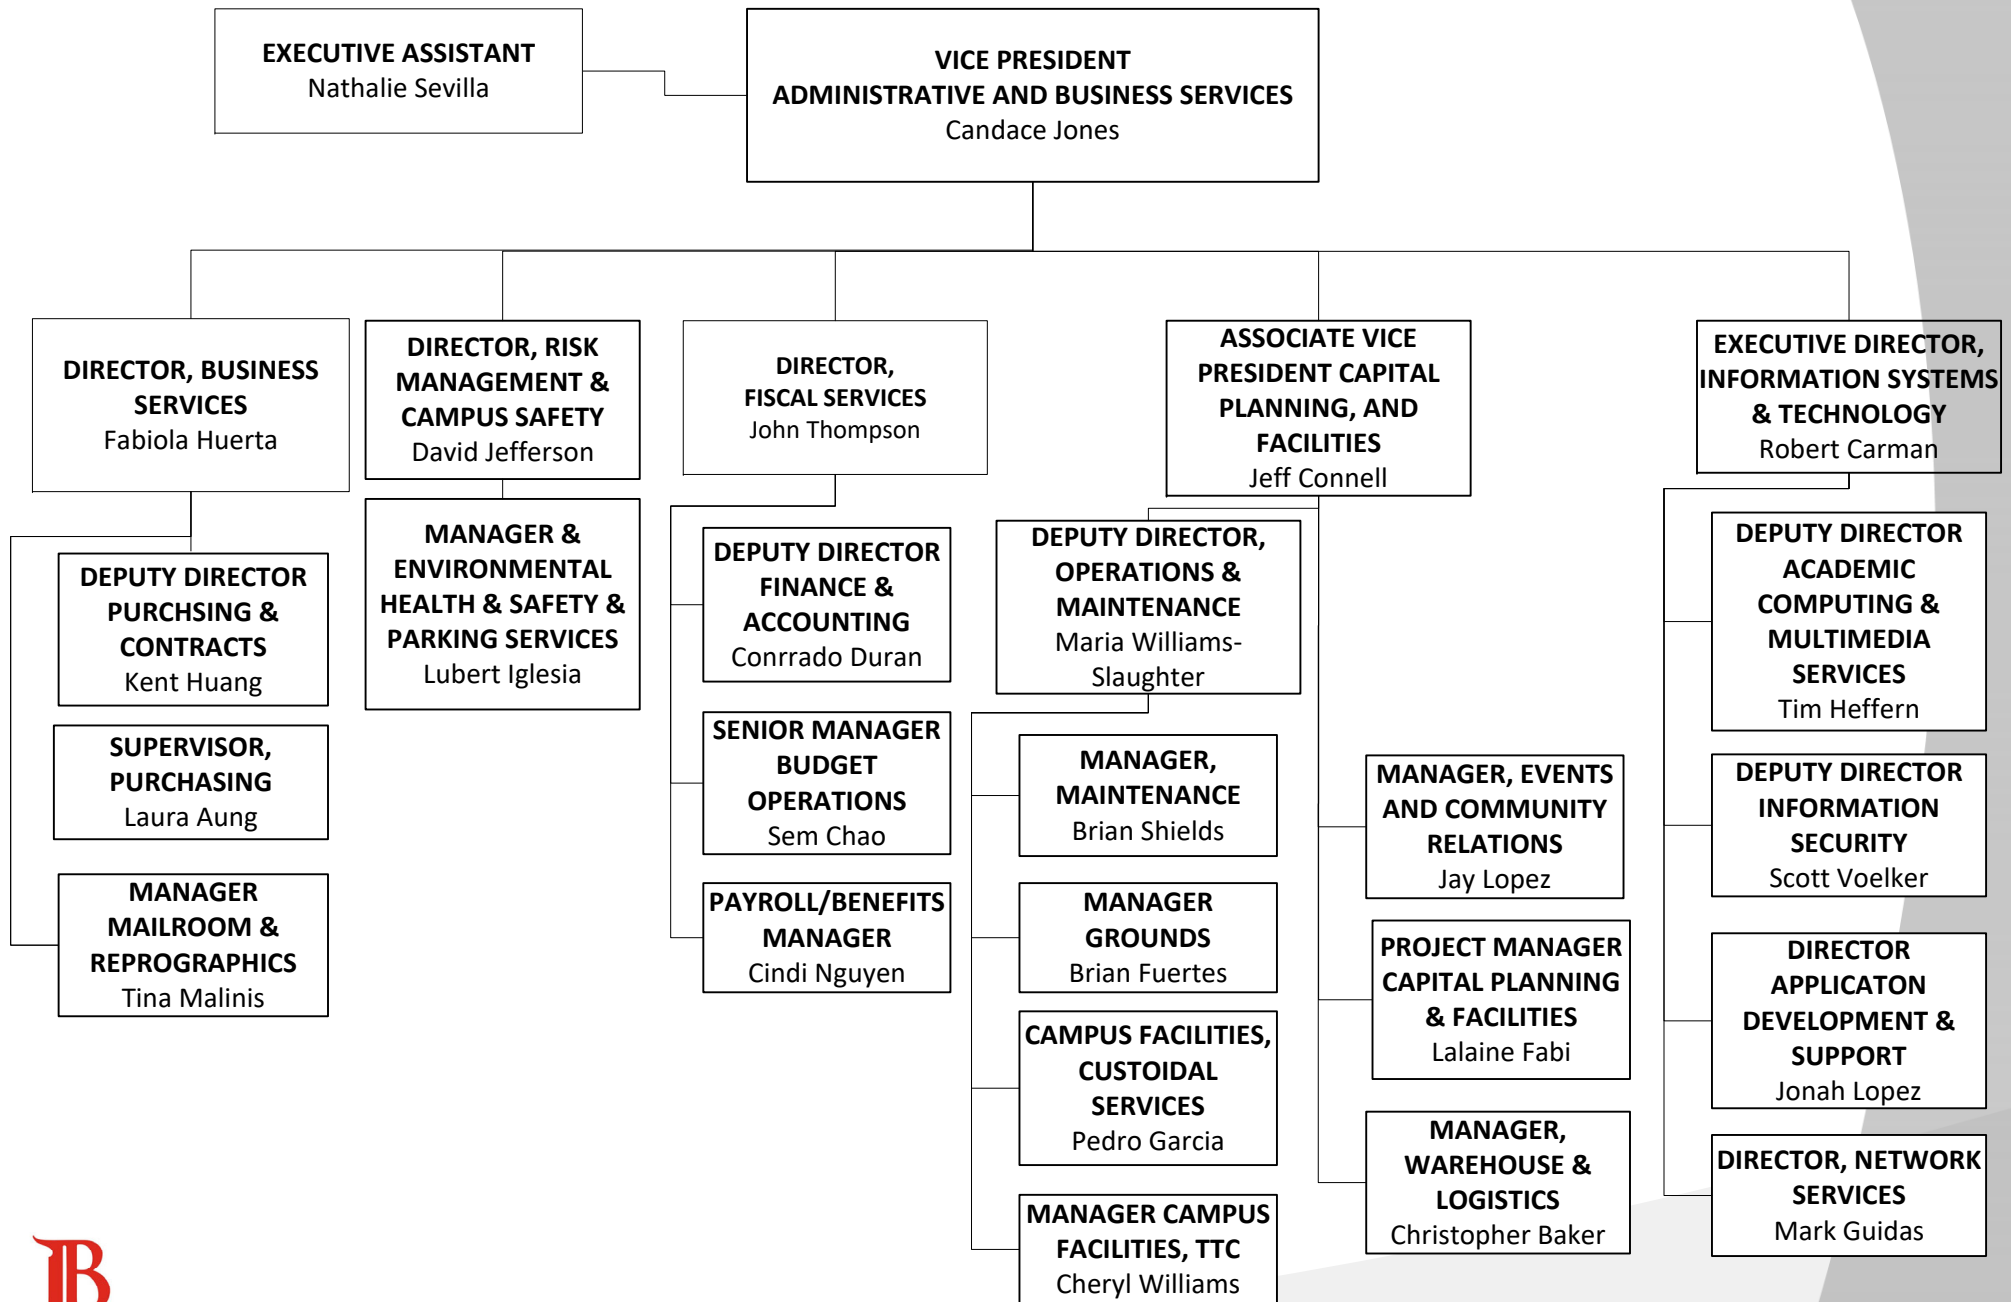 EXECUTIVE ASSISTANT
Nathalie Sevilla
VICE PRESIDENT
ADMINISTRATIVE AND BUSINESS SERVICES
Candace Jones
DIRECTOR, BUSINESS
SERVICES
Fabiola Huerta
DIRECTOR, RISK
MANAGEMENT &
CAMPUS SAFETY
David Jefferson
DIRECTOR,
FISCAL SERVICES
John Thompson
ASSOCIATE VICE
PRESIDENT CAPITAL
PLANNING, AND
FACILITIES
Jeff Connell
EXECUTIVE DIRECTOR,
INFORMATION SYSTEMS
& TECHNOLOGY
Robert Carman
DEPUTY DIRECTOR
PURCHSING &
CONTRACTS
Kent Huang
SUPERVISOR,
PURCHASING
Laura Aung
MANAGER
MAILROOM &
REPROGRAPHICS
Tina Malinis
MANAGER &
ENVIRONMENTAL
HEALTH & SAFETY &
PARKING SERVICES
Lubert Iglesia
DEPUTY DIRECTOR
FINANCE &
ACCOUNTING
Conrrado Duran
SENIOR MANAGER
BUDGET
OPERATIONS
Sem Chao
PAYROLL/BENEFITS
MANAGER
Cindi Nguyen
DEPUTY DIRECTOR,
OPERATIONS &
MAINTENANCE
Maria Williams-
Slaughter
MANAGER,
MAINTENANCE
Brian Shields
MANAGER
GROUNDS
Brian Fuertes
CAMPUS FACILITIES,
CUSTOIDAL
SERVICES
Pedro Garcia
MANAGER CAMPUS
FACILITIES, TTC
Cheryl Williams
MANAGER, EVENTS
AND COMMUNITY
RELATIONS
Jay Lopez
PROJECT MANAGER
CAPITAL PLANNING
& FACILITIES
Lalaine Fabi
MANAGER,
WAREHOUSE &
LOGISTICS
Christopher Baker
DEPUTY DIRECTOR
ACADEMIC
COMPUTING &
MULTIMEDIA
SERVICES
Tim Heffern
DEPUTY DIRECTOR
INFORMATION
SECURITY
Scott Voelker
DIRECTOR
APPLICATON
DEVELOPMENT &
SUPPORT
Jonah Lopez
DIRECTOR, NETWORK
SERVICES
Mark Guidas